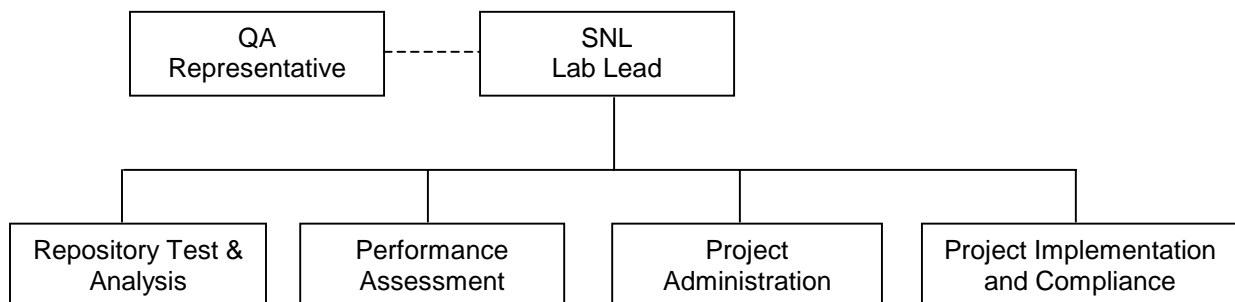 QA
Representative
SNL
Lab Lead
Repository Test &
Analysis
Performance
Assessment
Project
Administration
Project Implementation
and Compliance